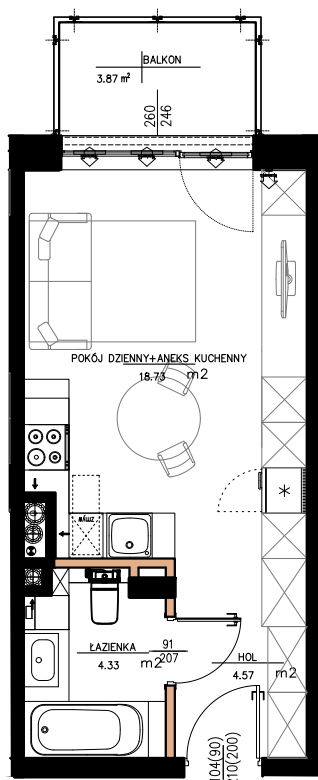 BALKON
3.87 m²
260
246
POKÓJ DZIENNY+ANEKS KUCHENNY
18.73 m2
zmyw
ŁAZIENKA
4.33 m2
91
207
HOL
4.57 m2
104(90)
210(200)